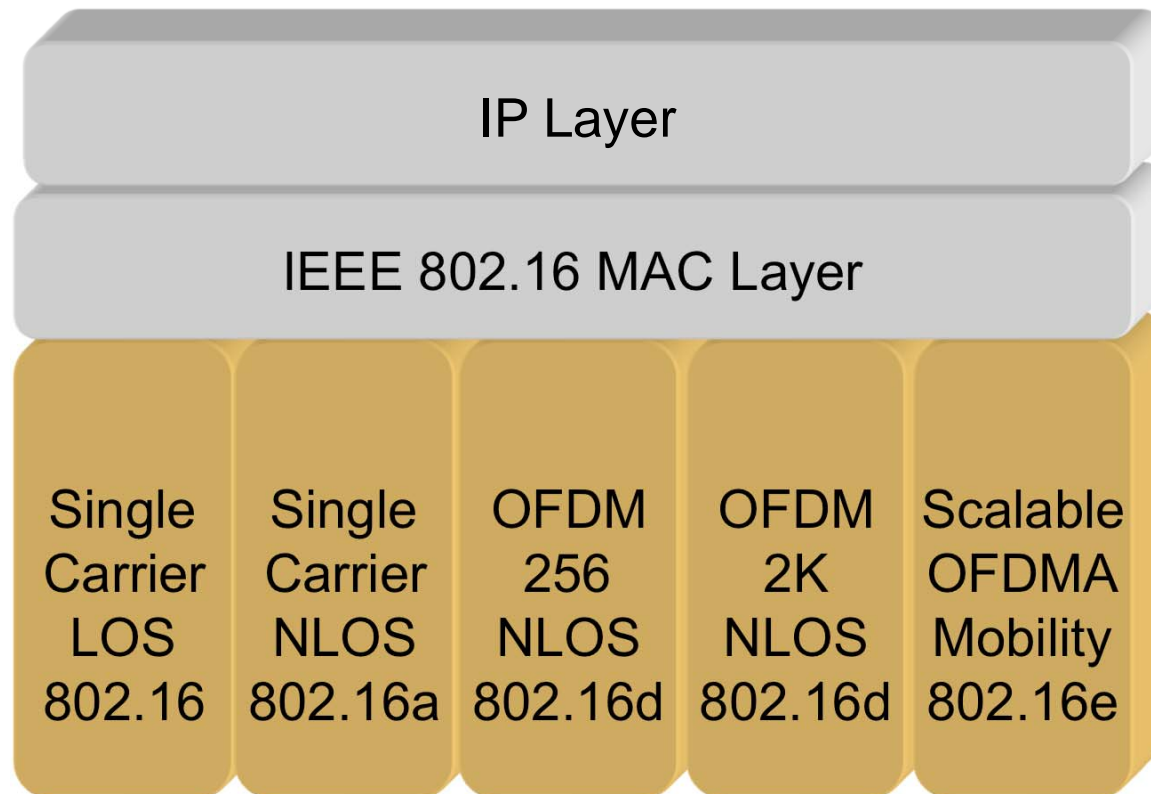 IP Layer
IEEE 802.16 MAC Layer
Single
Carrier
LOS
802.16
Single
Carrier
NLOS
802.16a
OFDM
256
NLOS
802.16d
OFDM
2K
NLOS
802.16d
Scalable
OFDMA
Mobility
802.16e